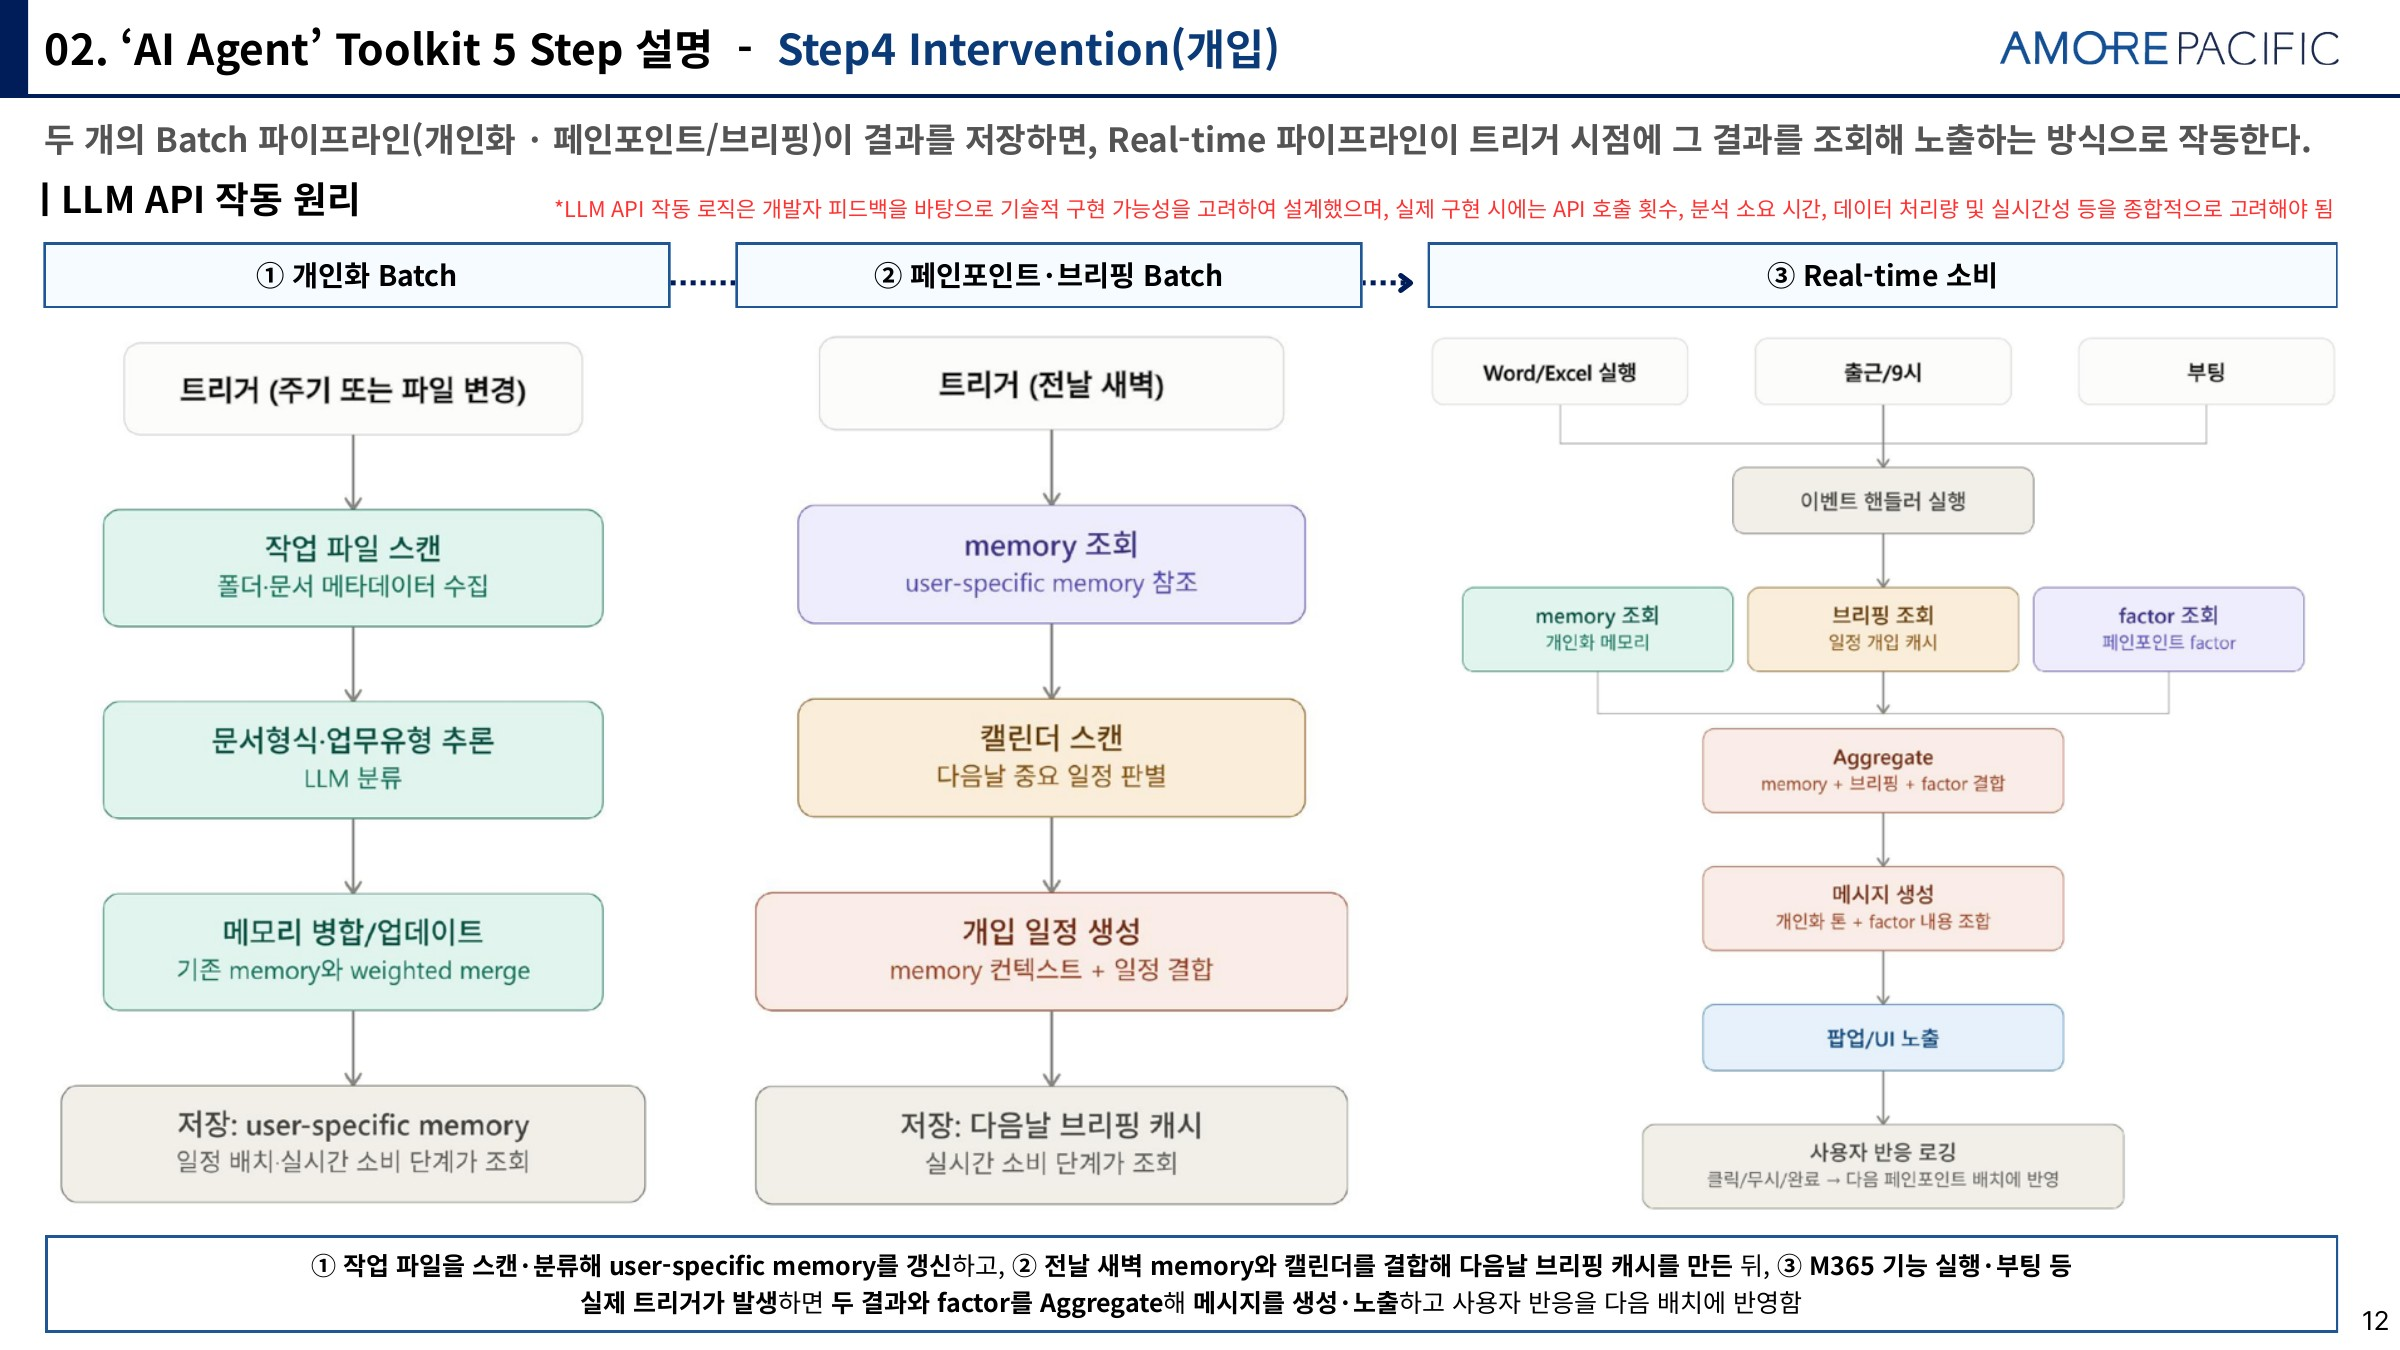 02. ‘AI Agent’ Toolkit 5 Step 설명 - Step4 Intervention(개입)
AMOREPACIFIC
두 개의 Batch 파이프라인(개인화 · 페인포인트/브리핑)이 결과를 저장하면, Real-time 파이프라인이 트리거 시점에 그 결과를 조회해 노출하는 방식으로 작동한다.
| LLM API 작동 원리
*LLM API 작동 로직은 개발자 피드백을 바탕으로 기술적 구현 가능성을 고려하여 설계했으며, 실제 구현 시에는 API 호출 횟수, 분석 소요 시간, 데이터 처리량 및 실시간성 등을 종합적으로 고려해야 됨
① 개인화 Batch
트리거 (주기 또는 파일 변경)
작업 파일 스캔
폴더·문서 메타데이터 수집
문서형식·업무유형 추론
LLM 분류
메모리 병합/업데이트
기존 memory와 weighted merge
저장: user-specific memory
일정 배치·실시간 소비 단계가 조회
② 페인포인트·브리핑 Batch
트리거 (전날 새벽)
memory 조회
user-specific memory 참조
캘린더 스캔
다음날 중요 일정 판별
개입 일정 생성
memory 컨텍스트 + 일정 결합
저장: 다음날 브리핑 캐시
실시간 소비 단계가 조회
③ Real-time 소비
Word/Excel 실행
출근/9시
부팅
이벤트 핸들러 실행
memory 조회
개인화 메모리
브리핑 조회
일정 개입 캐시
factor 조회
페인포인트 factor
Aggregate
memory + 브리핑 + factor 결합
메시지 생성
개인화 톤 + factor 내용 조합
팝업/UI 노출
사용자 반응 로깅
클릭/무시/완료 → 다음 페인포인트 배치에 반영
① 작업 파일을 스캔·분류해 user-specific memory를 갱신하고, ② 전날 새벽 memory와 캘린더를 결합해 다음날 브리핑 캐시를 만든 뒤, ③ M365 기능 실행·부팅 등
실제 트리거가 발생하면 두 결과와 factor를 Aggregate해 메시지를 생성·노출하고 사용자 반응을 다음 배치에 반영함
12